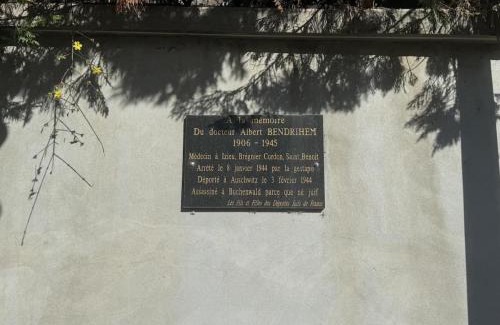 A la mémoire
Du docteur Albert BENDRIHEM
1906 - 1945
Médecin à Izieu, Brégnier Cordon, Saint Benoit
Arrêté le 8 janvier 1944 par la gestapo
Déporté à Auschwitz le 3 février 1944
Assassiné à Buchenwald parce que né juif
Les Fils et Filles des Déportés Juifs de France